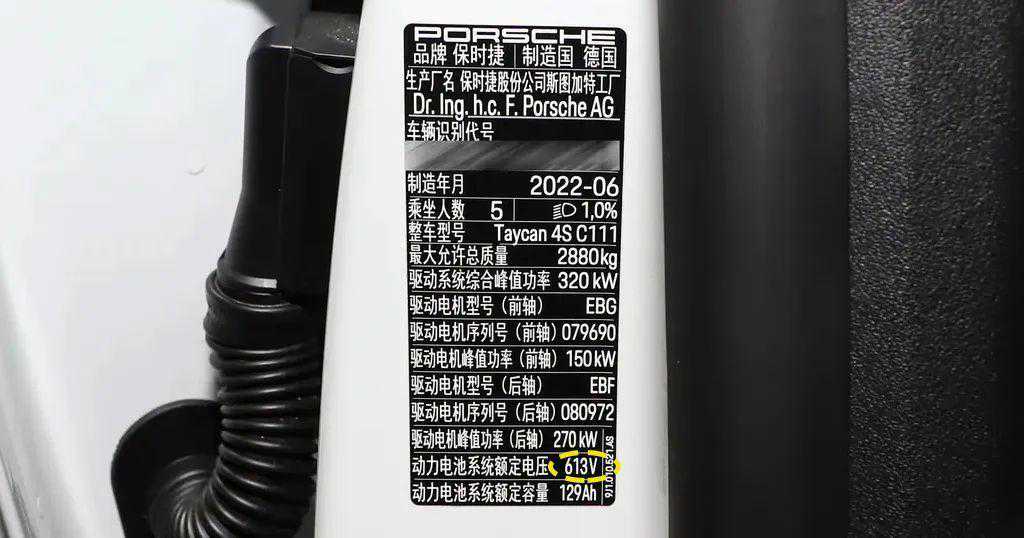 PORSCHE
品牌 保时捷 制造国 德国
生产厂名 保时捷股份公司斯图加特工厂
Dr. Ing. h.c. F. Porsche AG
车辆识别代号
制造年月 2022-06
乘坐人数 5 1,0%
整车型号 Taycan 4S C111
最大允许总质量 2880kg
驱动系统综合峰值功率 320 kW
驱动电机型号（前轴） EBG
驱动电机序列号（前轴） 079690
驱动电机峰值功率（前轴） 150 kW
驱动电机型号（后轴） EBF
驱动电机序列号（后轴） 080972
驱动电机峰值功率（后轴） 270 kW
动力电池系统额定电压 613V
动力电池系统额定容量 129Ah
9J1.010.521.AS